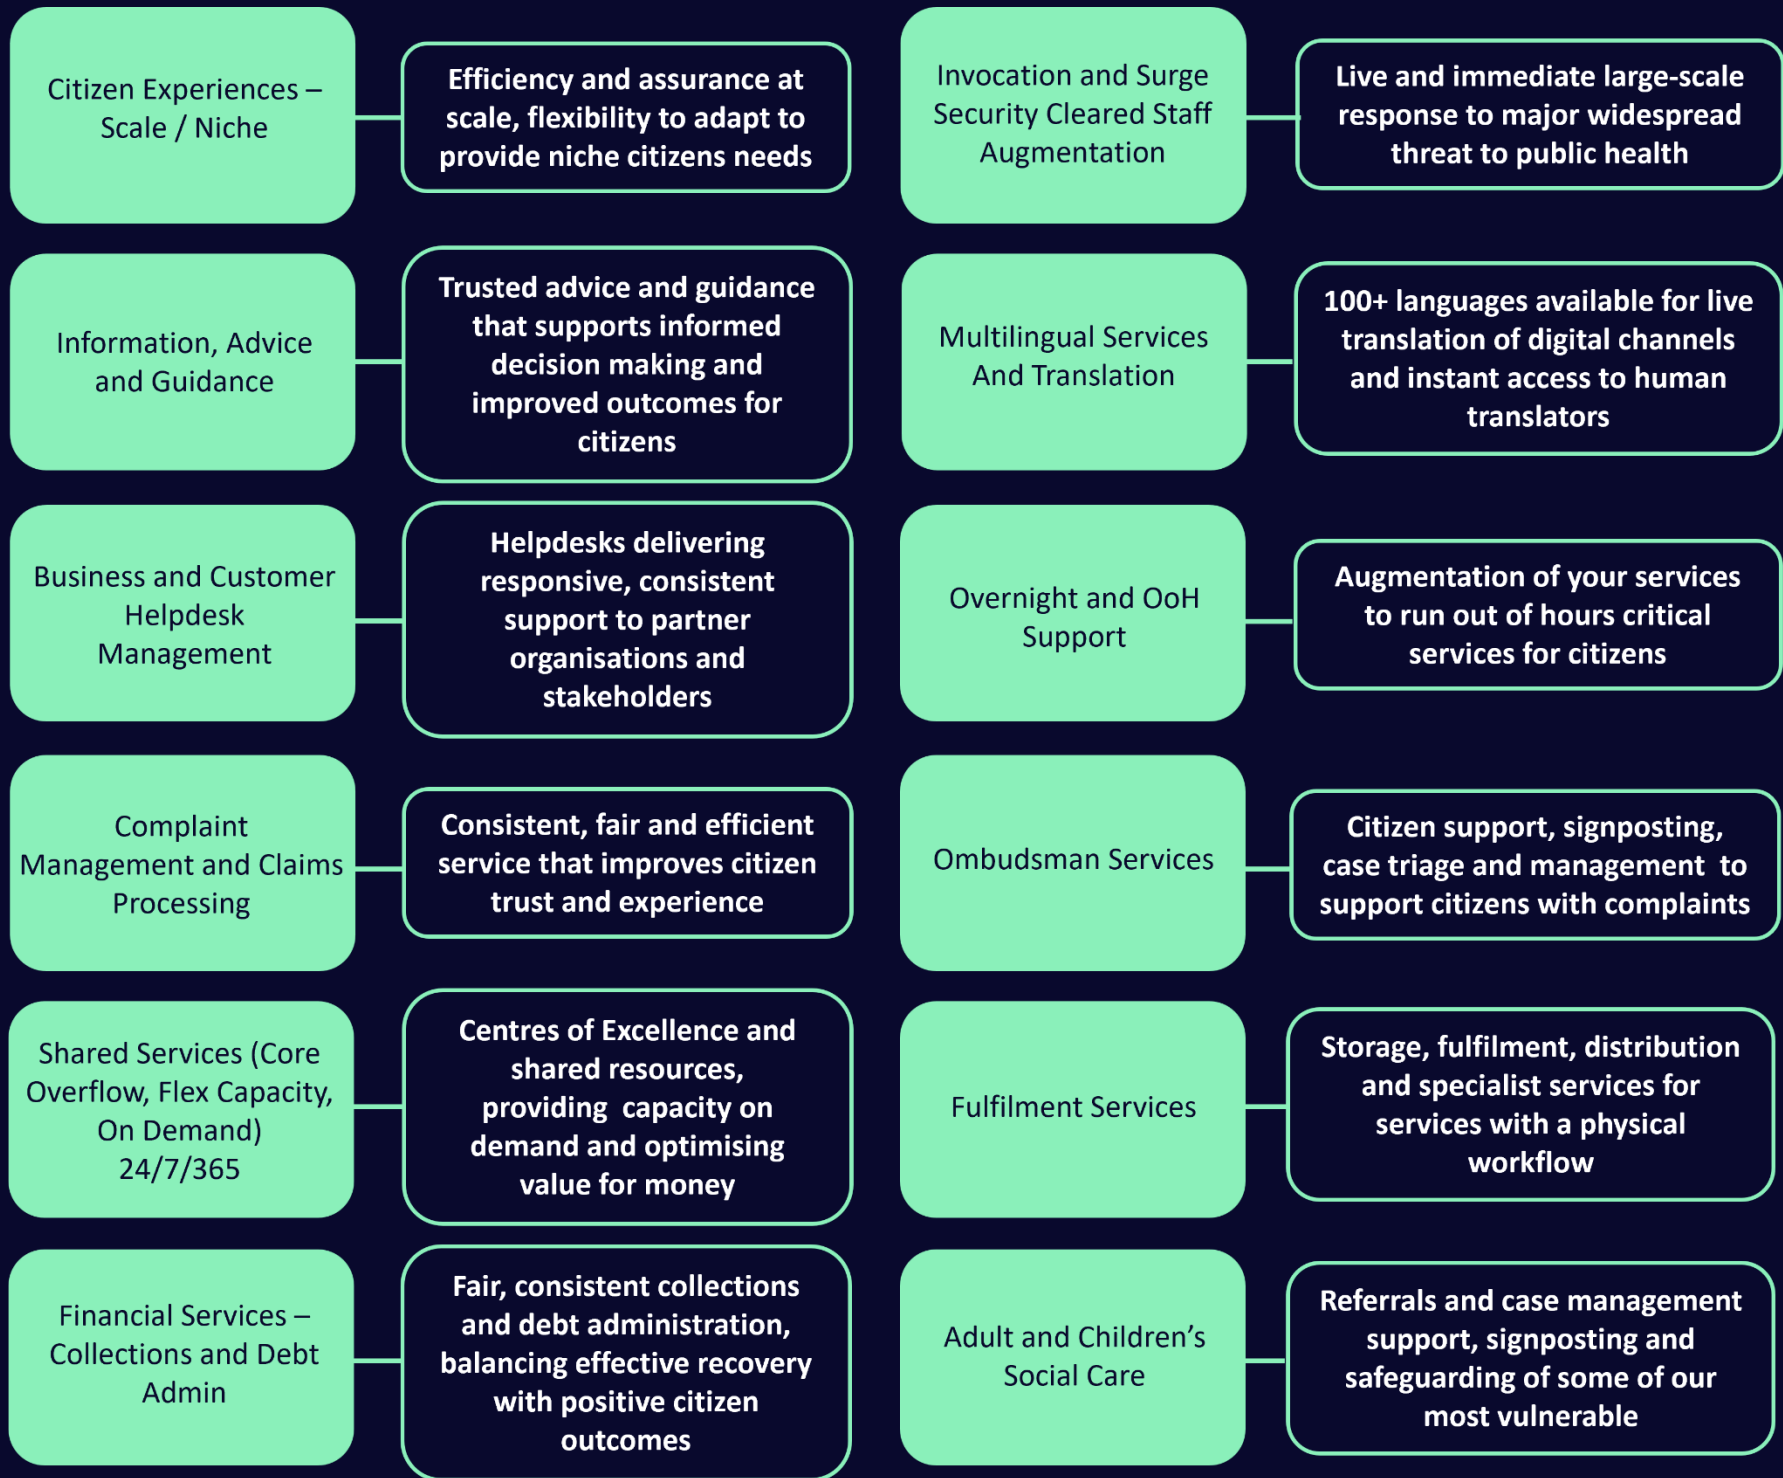 Citizen Experiences –
Scale / Niche
Efficiency and assurance at
scale, flexibility to adapt to
provide niche citizens needs
Invocation and Surge
Security Cleared Staff
Augmentation
Live and immediate large-scale
response to major widespread
threat to public health
Information, Advice
and Guidance
Trusted advice and guidance
that supports informed
decision making and
improved outcomes for
citizens
Multilingual Services
And Translation
100+ languages available for live
translation of digital channels
and instant access to human
translators
Business and Customer
Helpdesk
Management
Helpdesks delivering
responsive, consistent
support to partner
organisations and
stakeholders
Overnight and OoH
Support
Augmentation of your services
to run out of hours critical
services for citizens
Complaint
Management and Claims
Processing
Consistent, fair and efficient
service that improves citizen
trust and experience
Ombudsman Services
Citizen support, signposting,
case triage and management  to
support citizens with complaints
Shared Services (Core
Overflow, Flex Capacity,
On Demand)
24/7/365
Centres of Excellence and
shared resources,
providing  capacity on
demand and optimising
value for money
Fulfilment Services
Storage, fulfilment, distribution
and specialist services for
services with a physical
workflow
Financial Services –
Collections and Debt
Admin
Fair, consistent collections
and debt administration,
balancing effective recovery
with positive citizen
outcomes
Adult and Children’s
Social Care
Referrals and case management
support, signposting and
safeguarding of some of our
most vulnerable